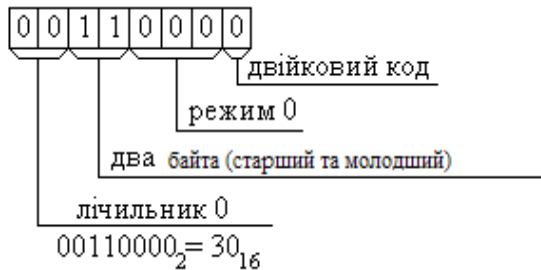 0 0 1 1 0 0 0 0
двійковий код
режим 0
два байта (старший та молодший)
лічильник 0
00110000₂= 30₁₆